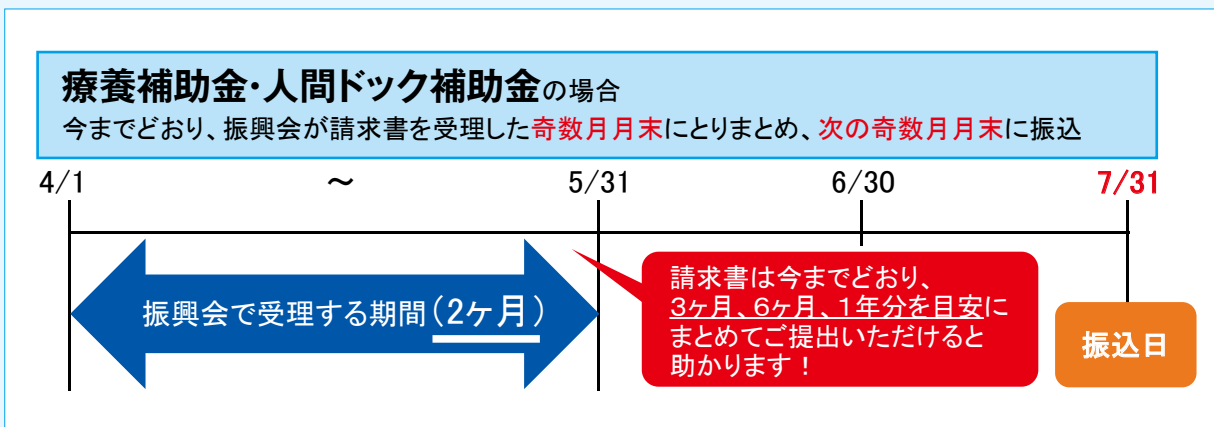 療養補助金・人間ドック補助金の場合
今までどおり、振興会が請求書を受理した奇数月月末にとりまとめ、次の奇数月月末に振込
4/1 ～ 5/31 6/30 7/31
振興会で受理する期間(2ヶ月)
請求書は今までどおり、
3ヶ月、6ヶ月、1年分を目安に
まとめてご提出いただけると
助かります！
振込日